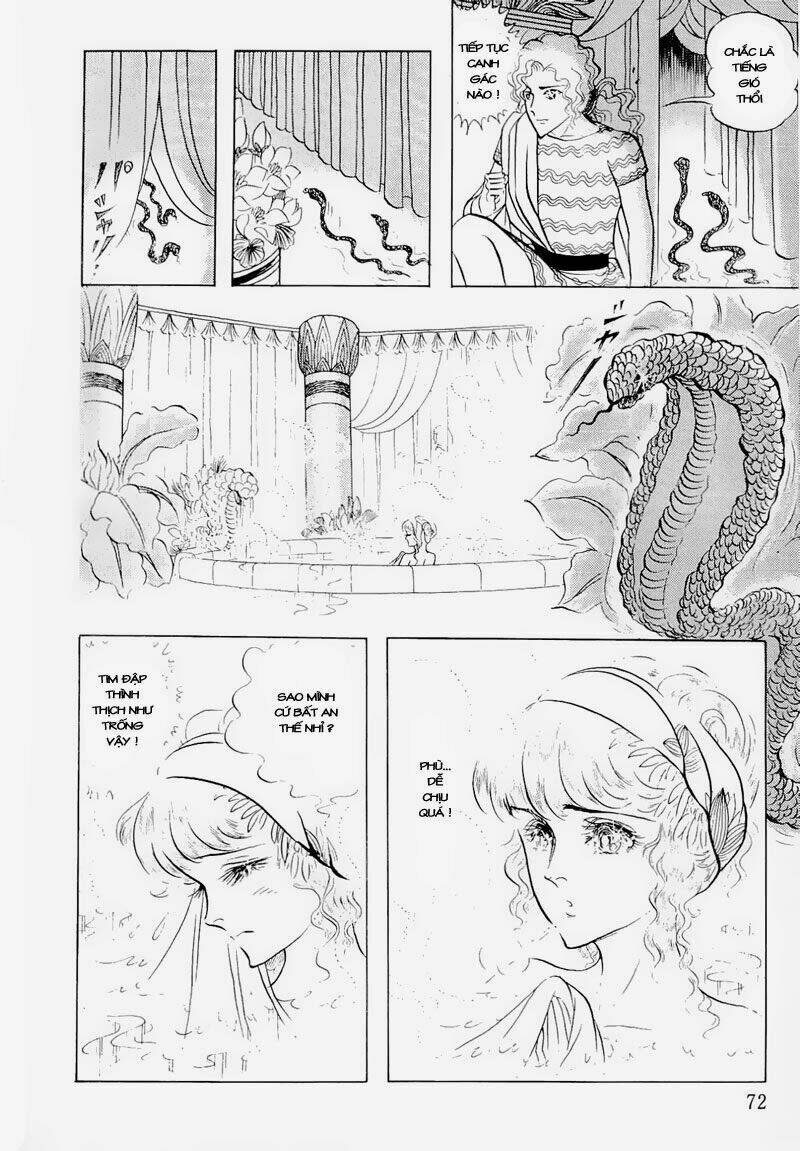 CHẮC LÀ
TIẾNG
GIÓ
THỔI
TIẾP TỤC
CANH
GÁC
NÀO !
PHÙ...
DỄ
CHỊU
QUÁ !
SAO MÌNH
CỨ BẤT AN
THẾ NHỈ ?
TIM ĐẬP
THÌNH
THỊCH NHƯ
TRỐNG
VẬY !
72